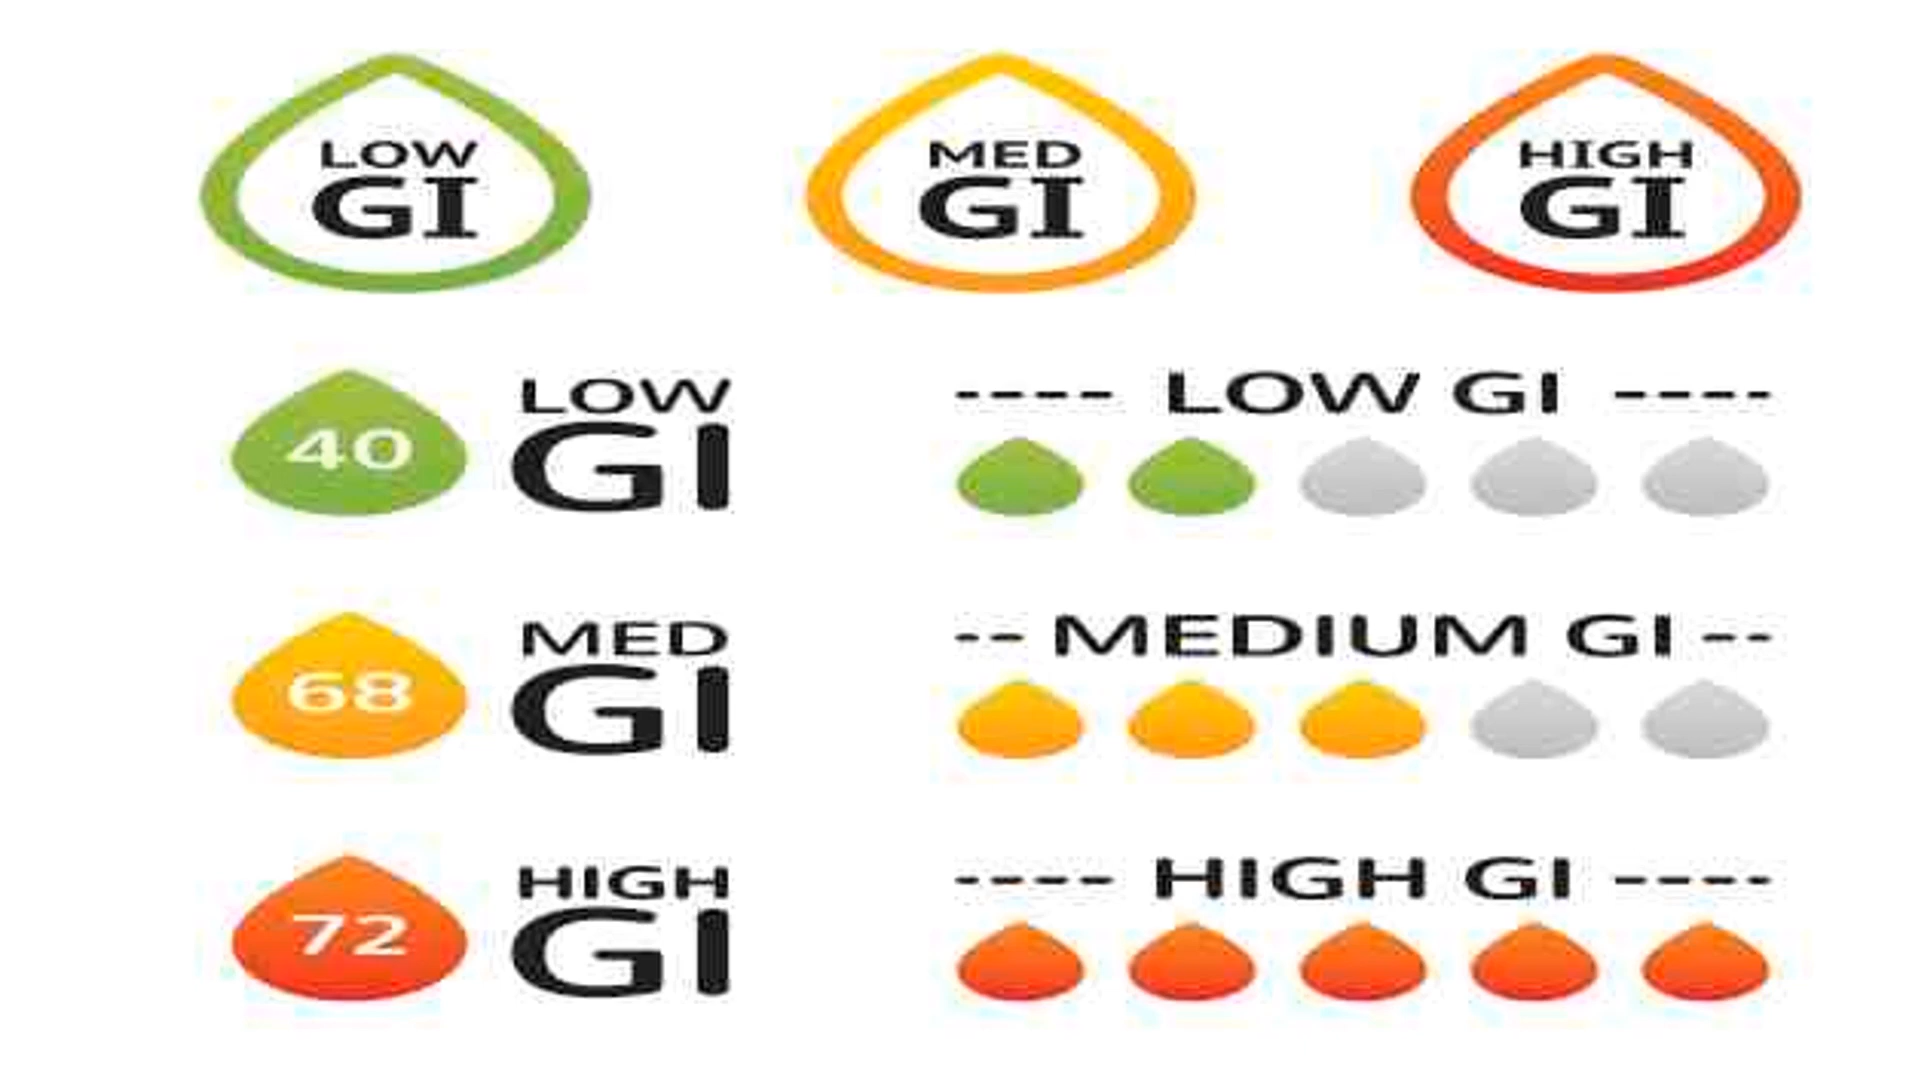 LOW
GI
MED
GI
HIGH
GI
40
LOW
GI
---- LOW GI ----
68
MED
GI
-- MEDIUM GI --
72
HIGH
GI
---- HIGH GI ----